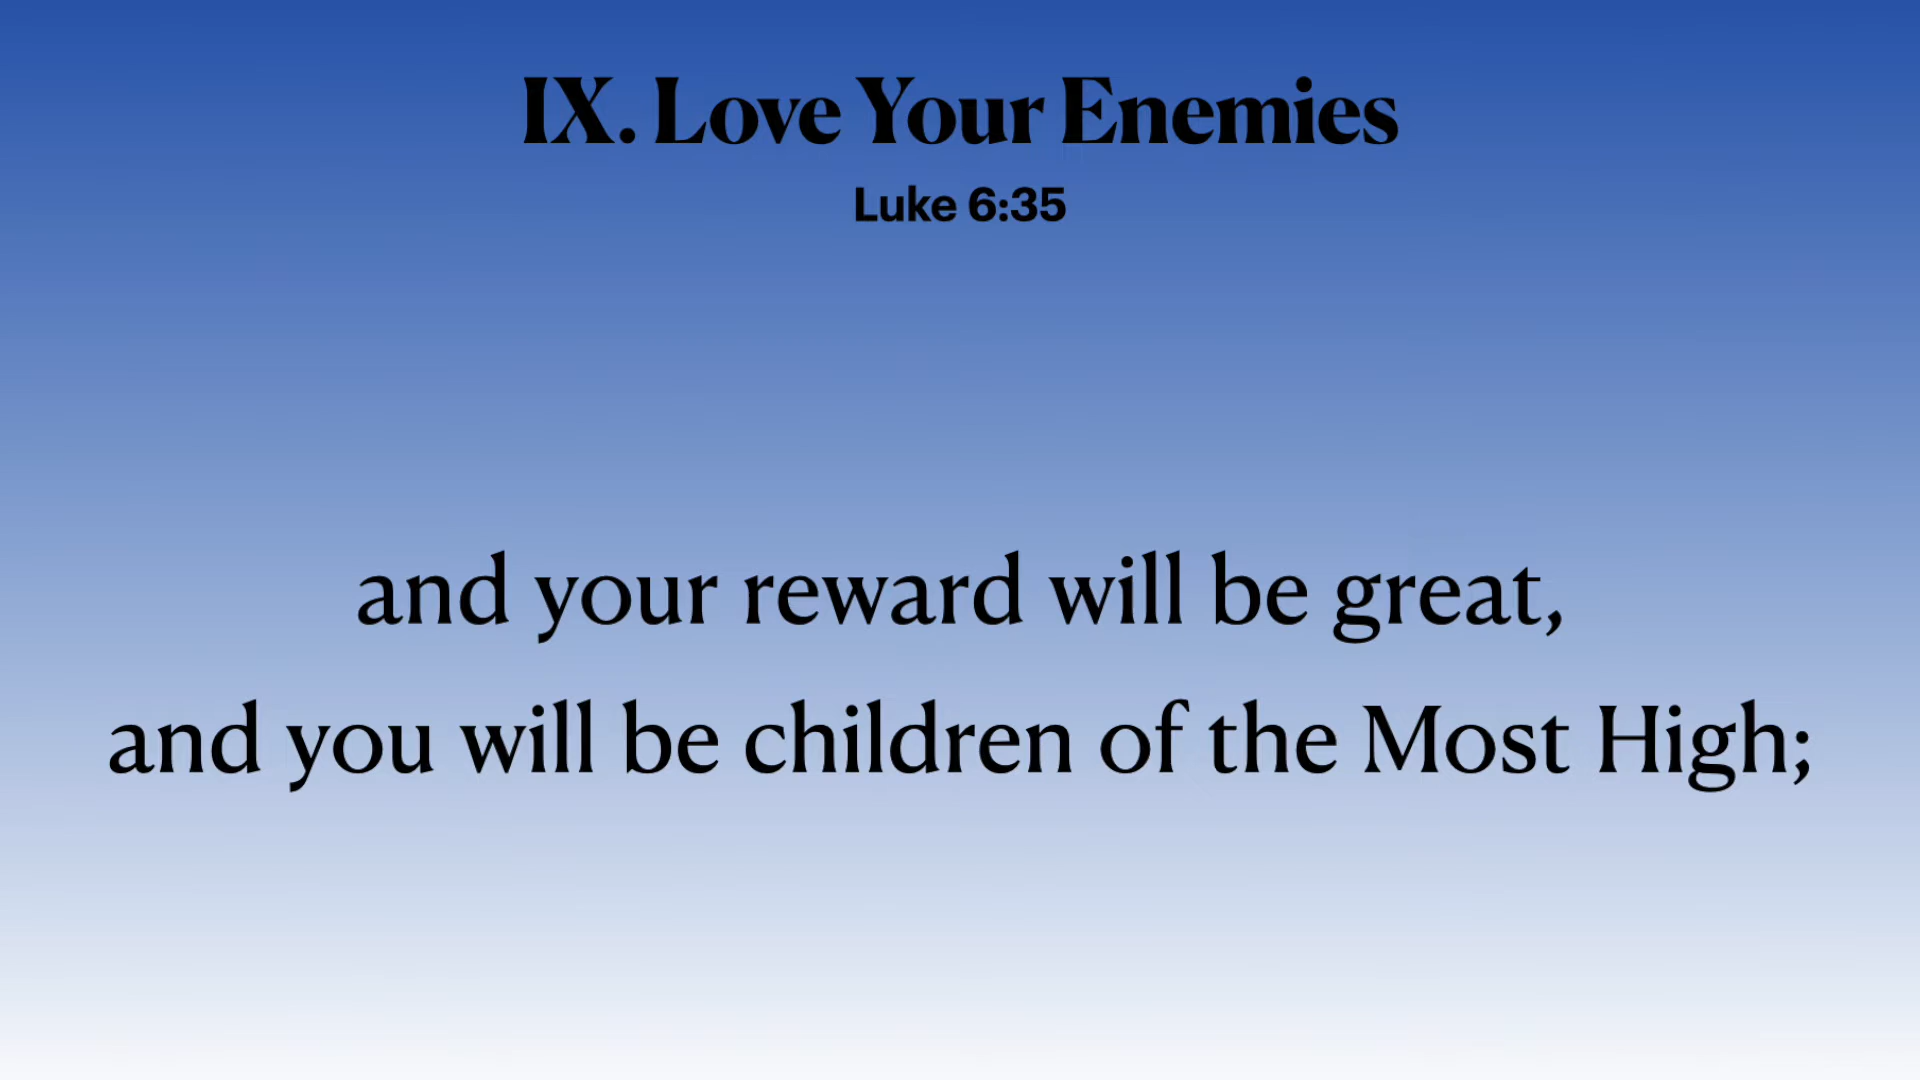 IX. Love Your Enemies
Luke 6:35
and your reward will be great,
and you will be children of the Most High;